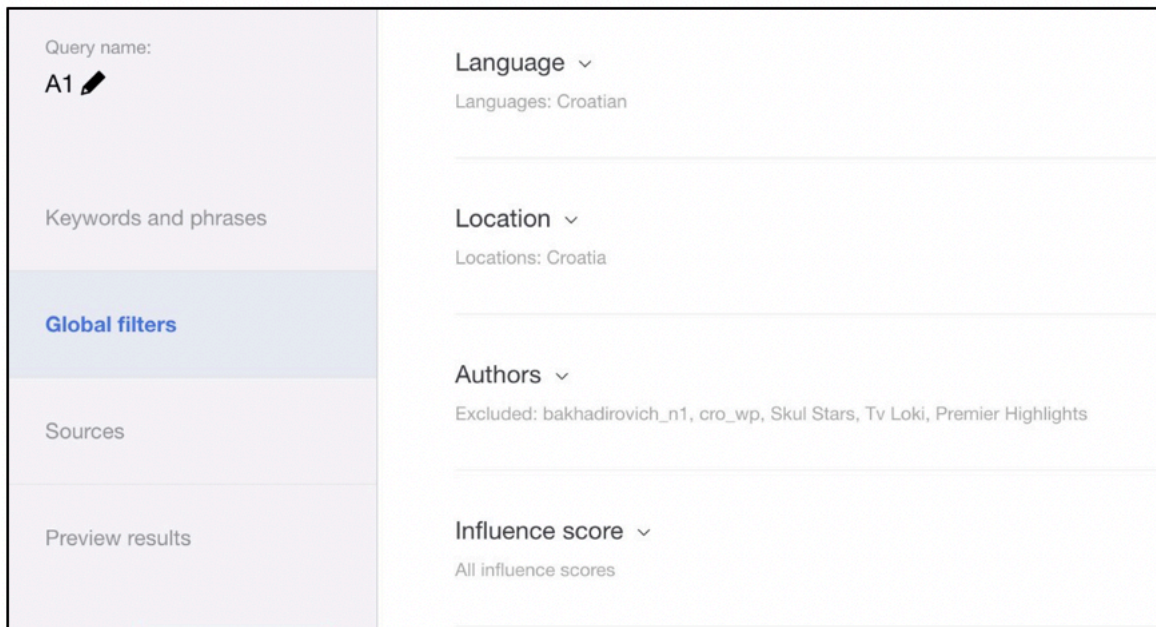 Query name:
A1
Keywords and phrases
Global filters
Sources
Preview results
Language
Languages: Croatian
Location
Locations: Croatia
Authors
Excluded: bakhadirovich_n1, cro_wp, Skul Stars, Tv Loki, Premier Highlights
Influence score
All influence scores